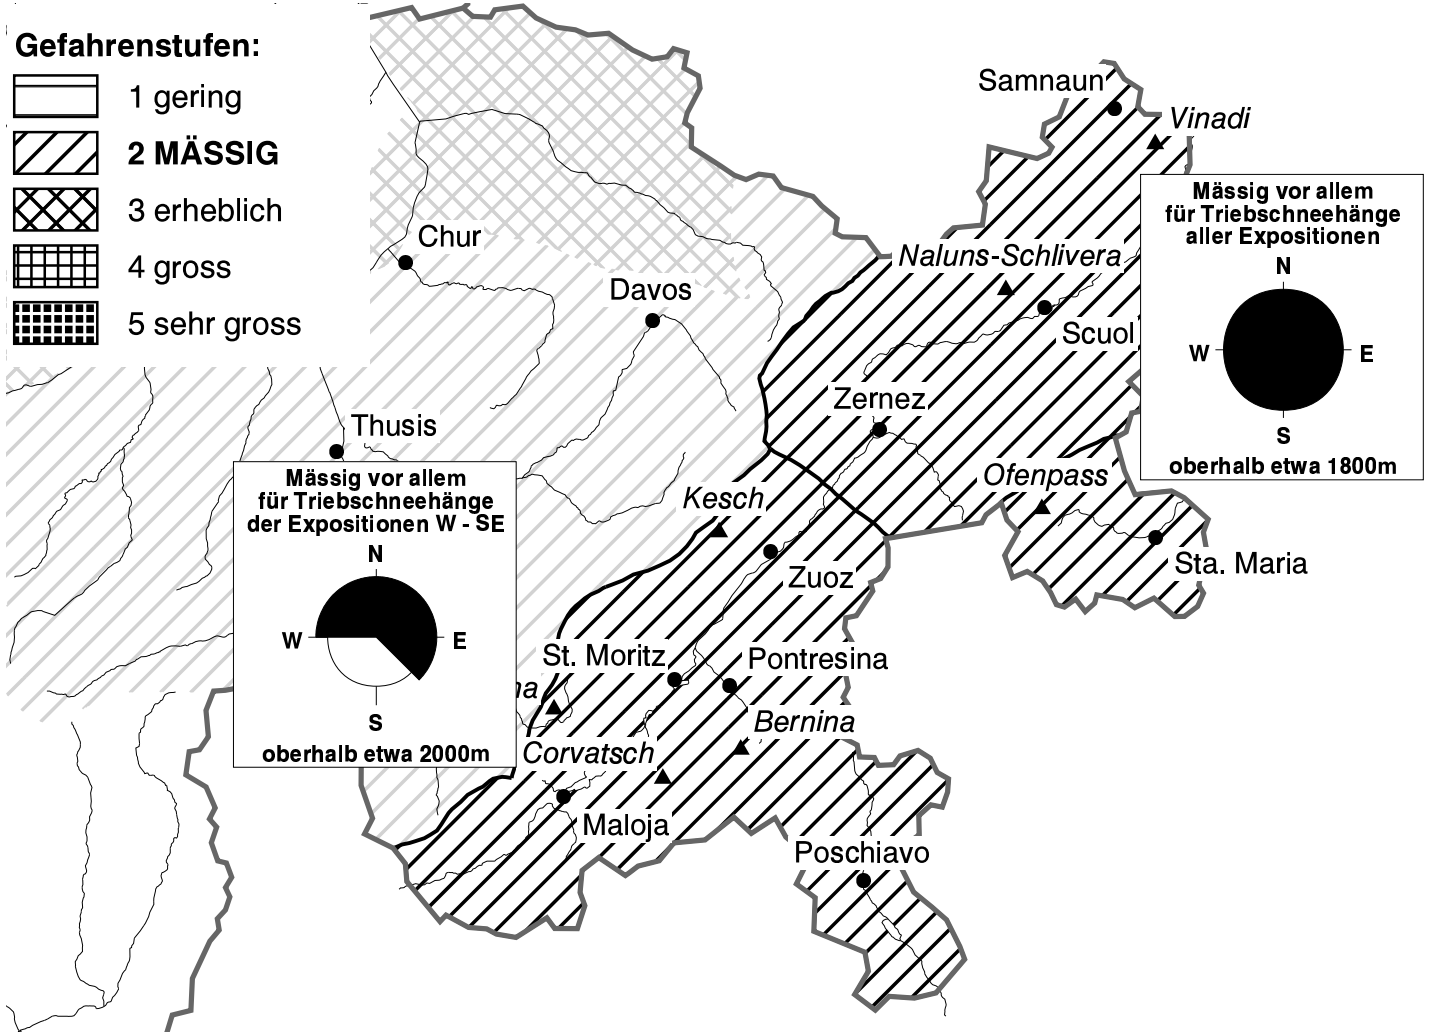 Gefahrenstufen:
1 gering
2 MÄSSIG
3 erheblich
4 gross
5 sehr gross
Samnaun
Vinadi
Mässig vor allem
für Triebschneehänge
aller Expositionen
N
W
E
S
oberhalb etwa 1800m
Chur
Naluns-Schlivera
Davos
Scuol
Zernez
Thusis
Ofenpass
Mässig vor allem
für Triebschneehänge
der Expositionen W - SE
N
W
E
S
oberhalb etwa 2000m
Kesch
Sta. Maria
Zuoz
St. Moritz
Pontresina
Bernina
Corvatsch
Maloja
Poschiavo